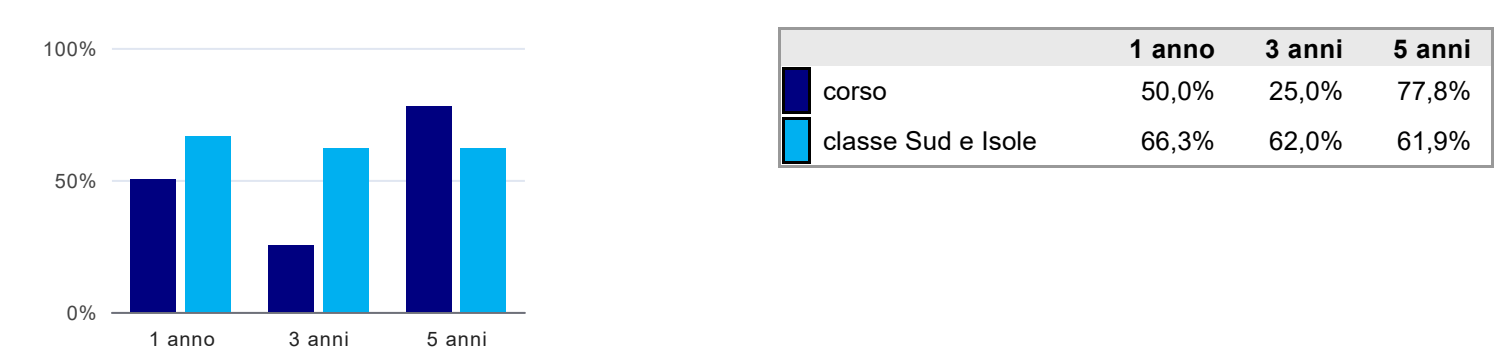 100%
50%
0%
1 anno 3 anni 5 anni
1 anno 3 anni 5 anni
corso 50,0% 25,0% 77,8%
classe Sud e Isole 66,3% 62,0% 61,9%